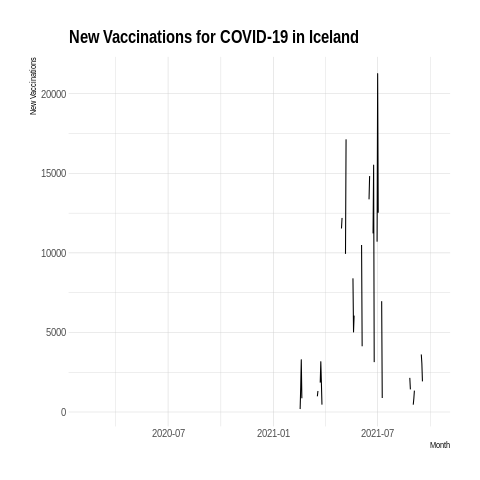 New Vaccinations for COVID-19 in Iceland
New Vaccinations
20000
15000
10000
5000
0
2020-07 2021-01 2021-07
Month